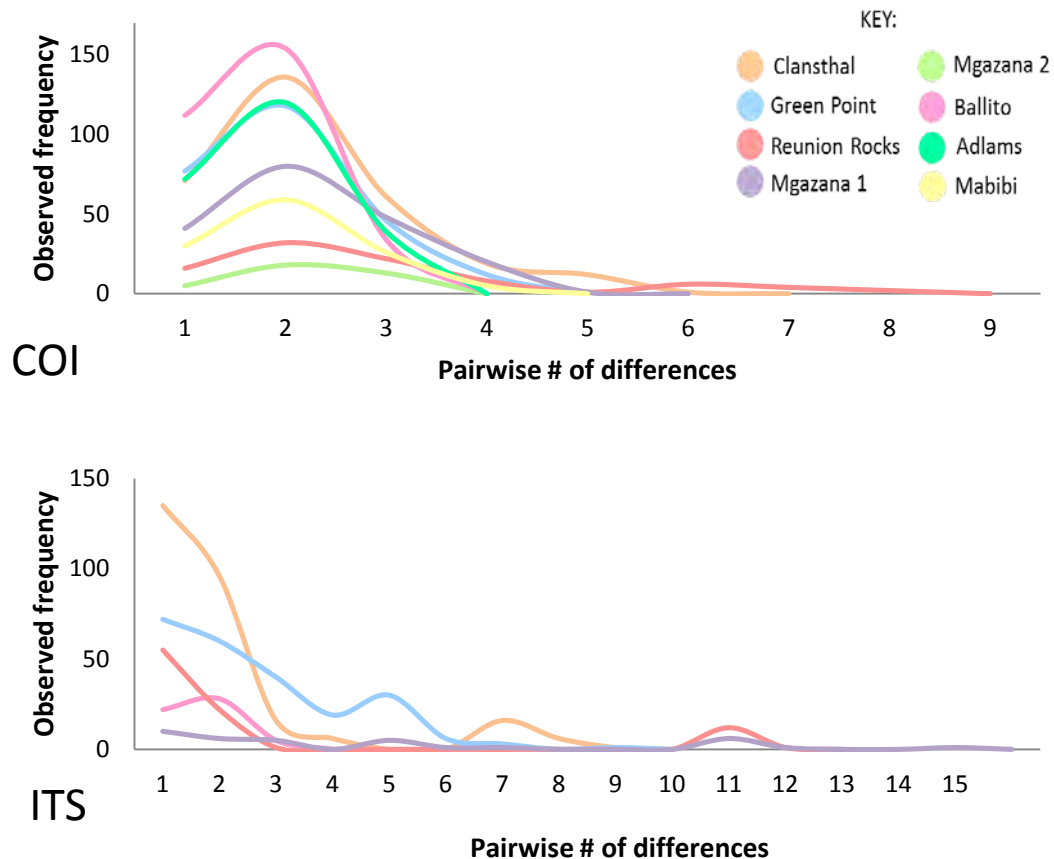 KEY:
Clansthal
Green Point
Reunion Rocks
Mgazana 1
Mgazana 2
Ballito
Adlams
Mabibi
Observed frequency
150
100
50
0
1 2 3 4 5 6 7 8 9
COI
Pairwise # of differences
Observed frequency
150
100
50
0
1 2 3 4 5 6 7 8 9 10 11 12 13 14 15
ITS
Pairwise # of differences